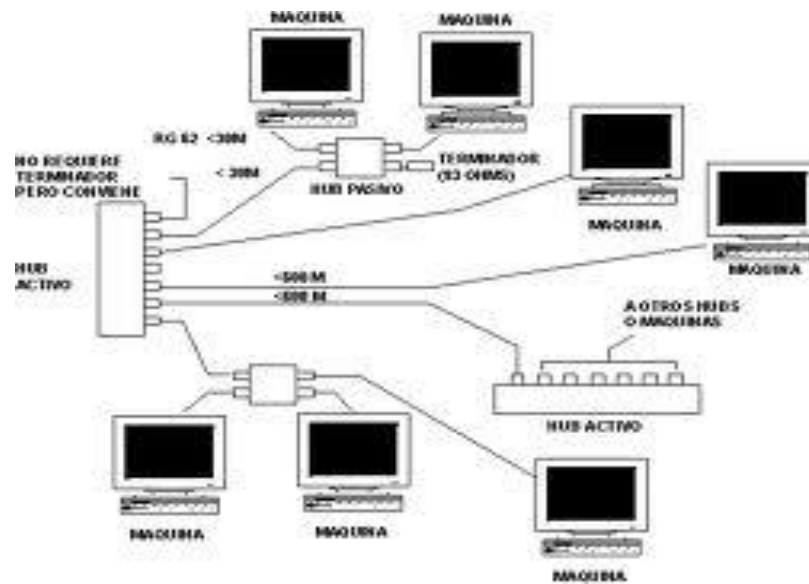 MAQUINA
MAQUINA
RG 62 <30M
NO REQUIERE
TERMINADOR
PERO CONVIENE
< 30M
TERMINADOR
(93 OHMS)
HUB PASIVO
MAQUINA
MAQUINA
HUB
ACTIVO
<600 M
<600 M
A OTROS HUBS
O MAQUINAS
HUB ACTIVO
MAQUINA
MAQUINA
MAQUINA